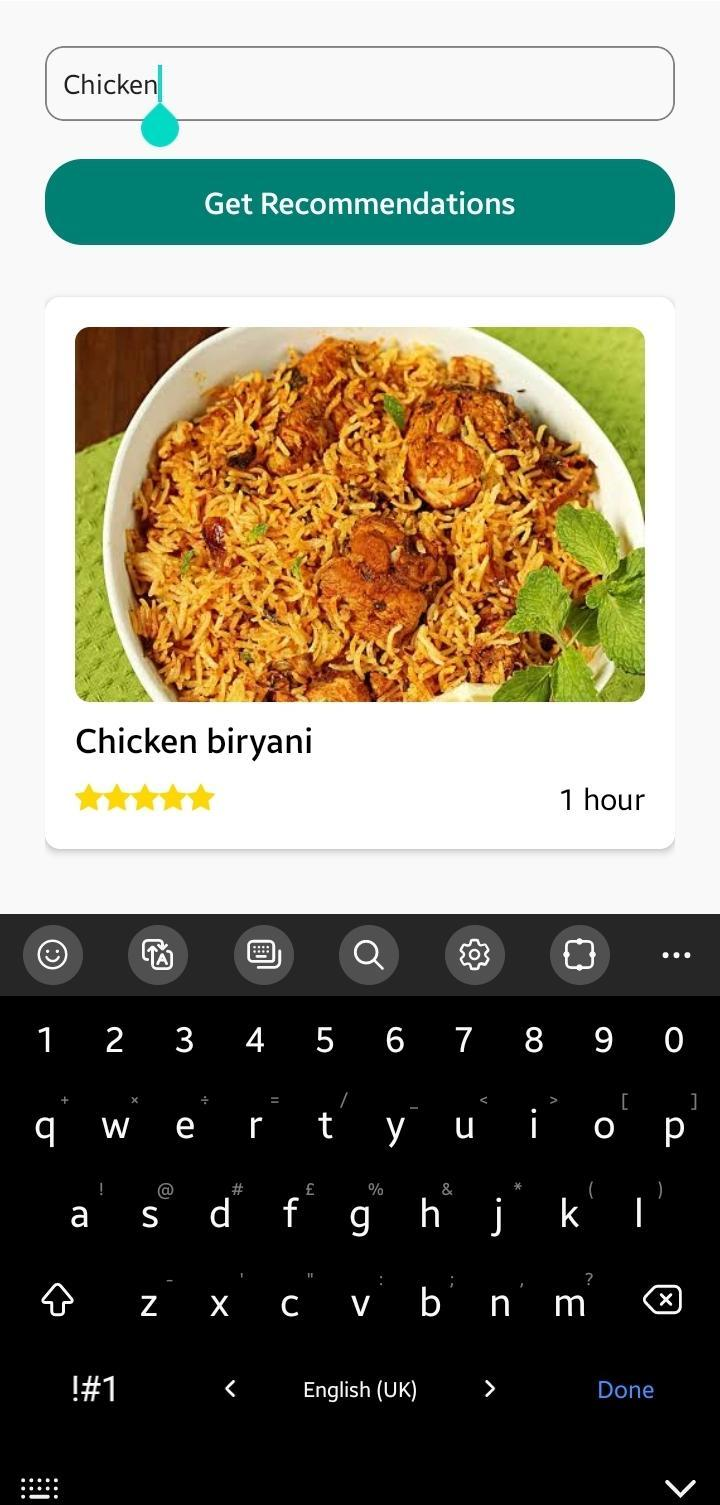 Chicken
Get Recommendations
Chicken biryani
1 hour
1 2 3 4 5 6 7 8 9 0
+ × ÷ = / _ < > [ ]
q w e r t y u i o p
! @ # £ % & * ( )
a s d f g h j k l
- ' " : ; , ?
z x c v b n m
!#1 < English (UK) > Done